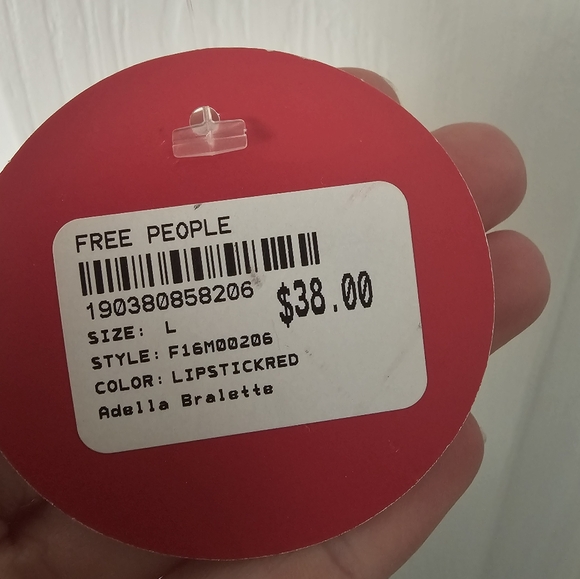 FREE PEOPLE
190380858206
$38.00
SIZE: L
STYLE: F16M00206
COLOR: LIPSTICKRED
Adella Bralette